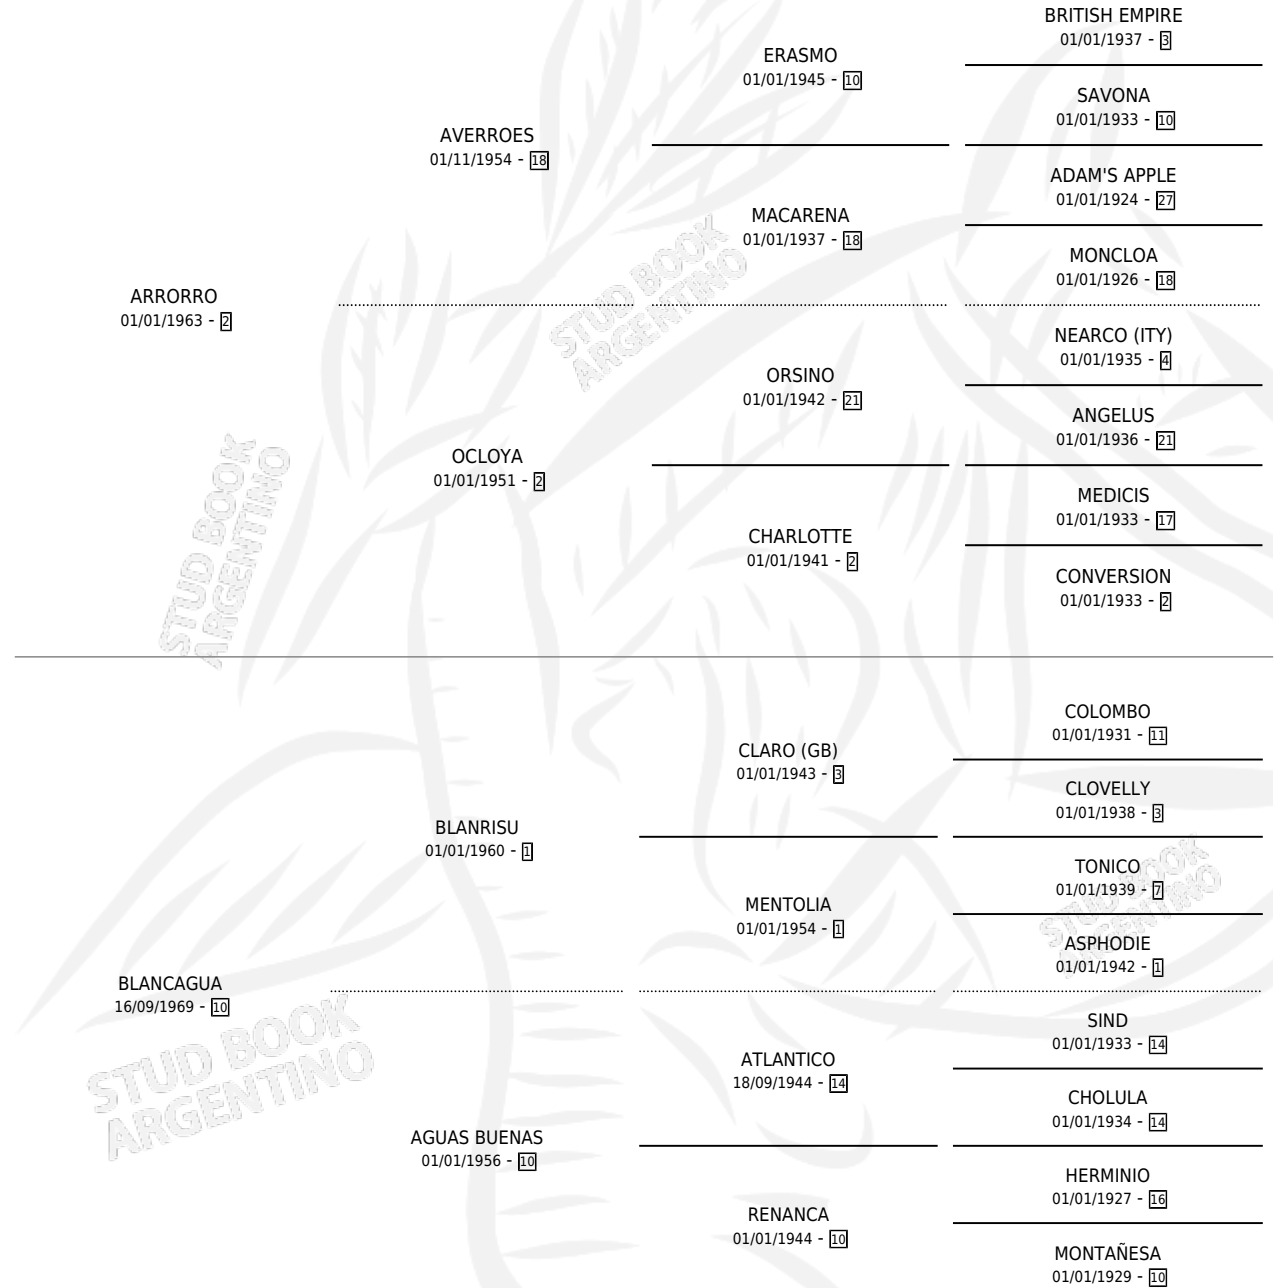 BRITISH EMPIRE
01/01/1937 - 3
ERASMO
01/01/1945 - 10
SAVONA
01/01/1933 - 10
AVERROES
01/11/1954 - 18
ADAM'S APPLE
01/01/1924 - 27
MACARENA
01/01/1937 - 18
MONCLOA
01/01/1926 - 18
ARRORRO
01/01/1963 - 2
NEARCO (ITY)
01/01/1935 - 4
ORSINO
01/01/1942 - 21
ANGELUS
01/01/1936 - 21
OCLOYA
01/01/1951 - 2
MEDICIS
01/01/1933 - 17
CHARLOTTE
01/01/1941 - 2
CONVERSION
01/01/1933 - 2
COLOMBO
01/01/1931 - 11
CLARO (GB)
01/01/1943 - 3
CLOVELLY
01/01/1938 - 3
BLANRISU
01/01/1960 - 1
TONICO
01/01/1939 - 7
MENTOLIA
01/01/1954 - 1
ASPHODIE
01/01/1942 - 1
BLANCAGUA
16/09/1969 - 10
SIND
01/01/1933 - 14
ATLANTICO
18/09/1944 - 14
CHOLULA
01/01/1934 - 14
AGUAS BUENAS
01/01/1956 - 10
HERMINIO
01/01/1927 - 16
RENANCA
01/01/1944 - 10
MONTAÑESA
01/01/1929 - 10
STUD BOOK
ARGENTINO
STUD BOOK
ARGENTINO
STUD BOOK
ARGENTINO
STUD BOOK
ARGENTINO